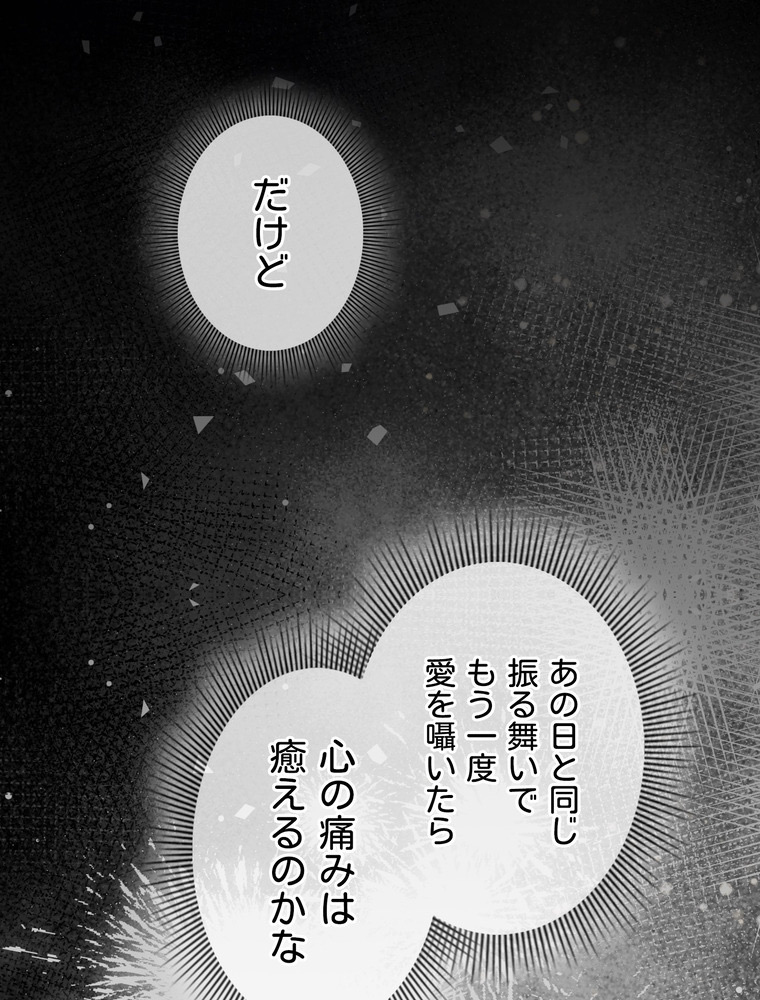 だけど
あの日と同じ
振る舞いで
もう一度
愛を囁いたら
心の痛みは
癒えるのかな